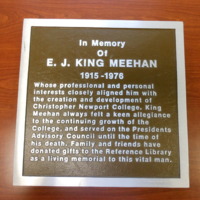 In Memory
Of
E. J. KING MEEHAN
1915-1976
Whose professional and personal
interests closely aligned him with
the creation and development of
Christopher Newport College. King
Meehan always felt a keen allegiance
to the continuing growth of the
College, and served on the Presidents
Advisory Council until the time of
his death. Family and friends have
donated gifts to the Reference Library
as a living memorial to this vital man.